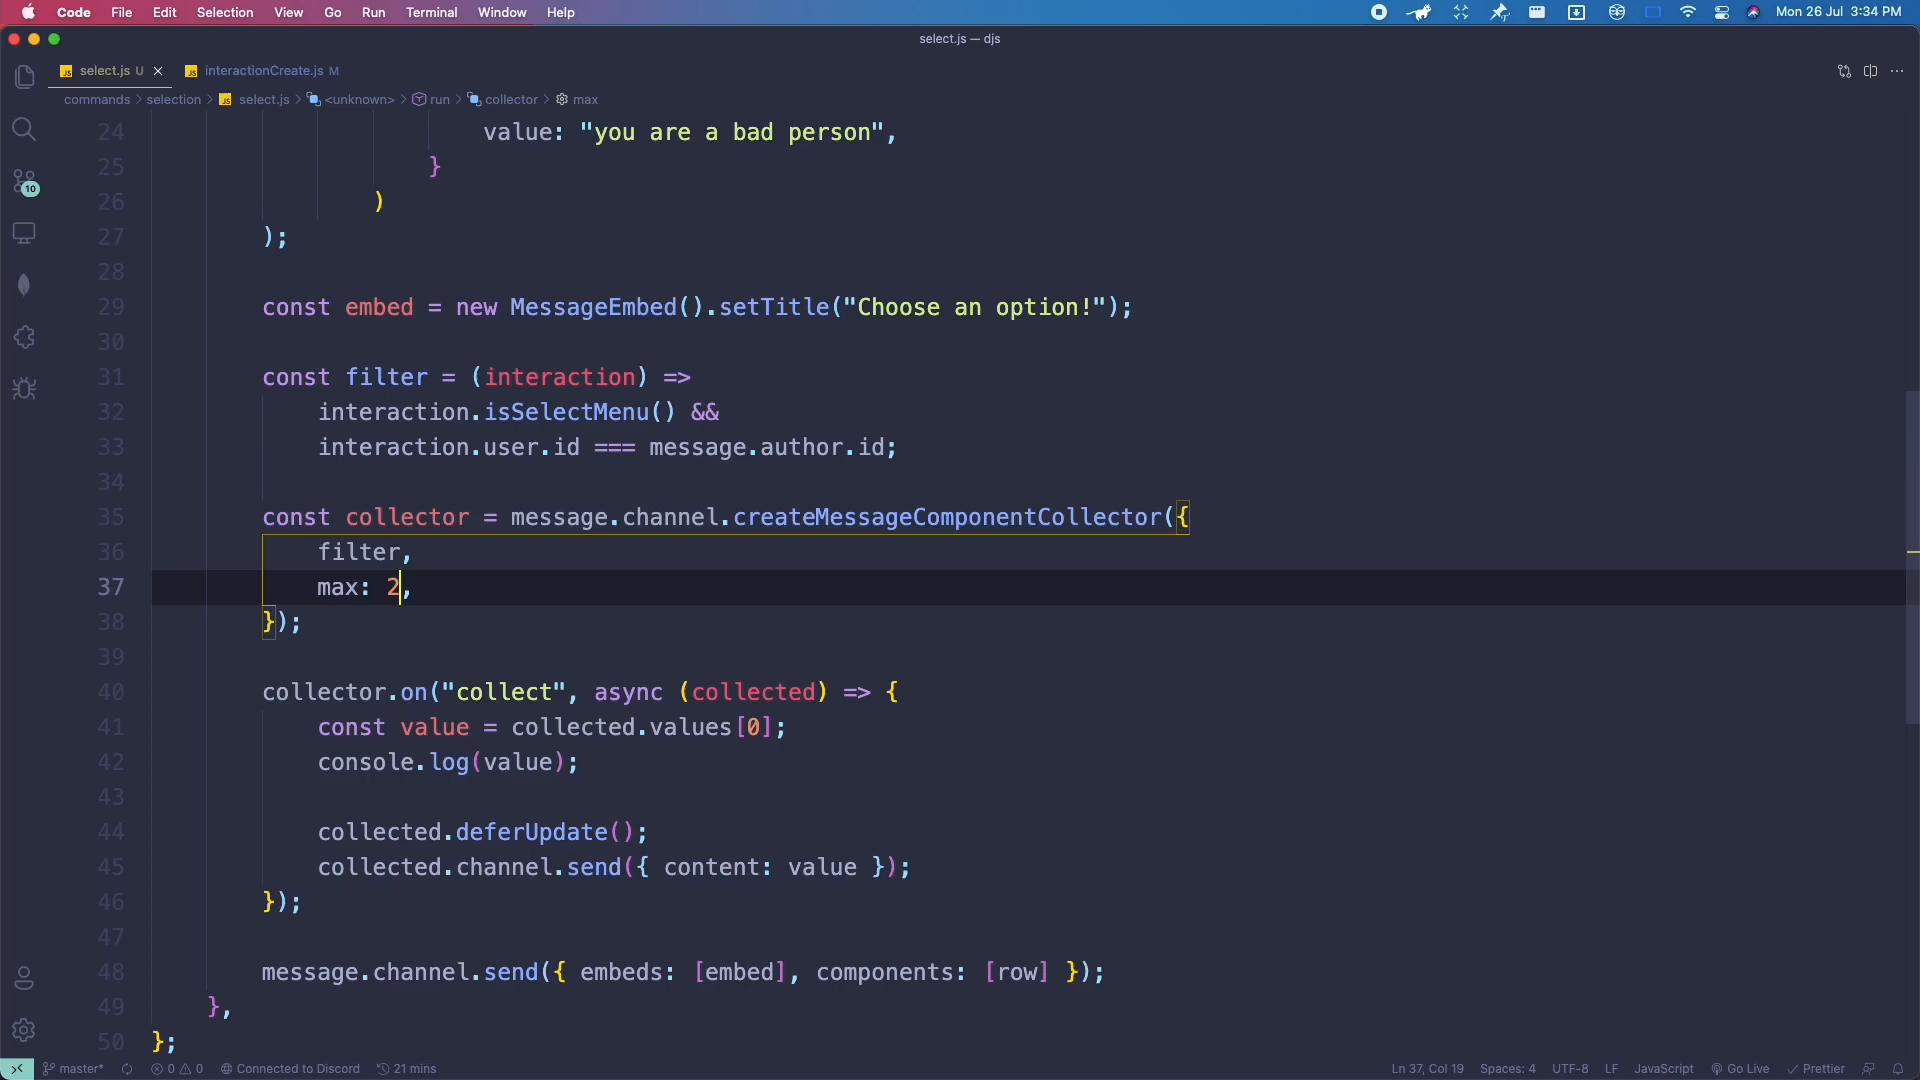 Code File Edit Selection View Go Run Terminal Window Help Mon 26 Jul 3:34 PM
select.js — djs
JS select.js U JS interactionCreate.js M
commands > selection > JS select.js > <unknown> > run > collector > max
24 value: "you are a bad person",
25 }
26 )
27 );
28
29 const embed = new MessageEmbed().setTitle("Choose an option!");
30
31 const filter = (interaction) =>
32 interaction.isSelectMenu() &&
33 interaction.user.id === message.author.id;
34
35 const collector = message.channel.createMessageComponentCollector({
36 filter,
37 max: 2,
38 });
39
40 collector.on("collect", async (collected) => {
41 const value = collected.values[0];
42 console.log(value);
43
44 collected.deferUpdate();
45 collected.channel.send({ content: value });
46 });
47
48 message.channel.send({ embeds: [embed], components: [row] });
49 },
50 };
10
master* 0 0 Connected to Discord 21 mins Ln 37, Col 19 Spaces: 4 UTF-8 LF JavaScript Go Live Prettier